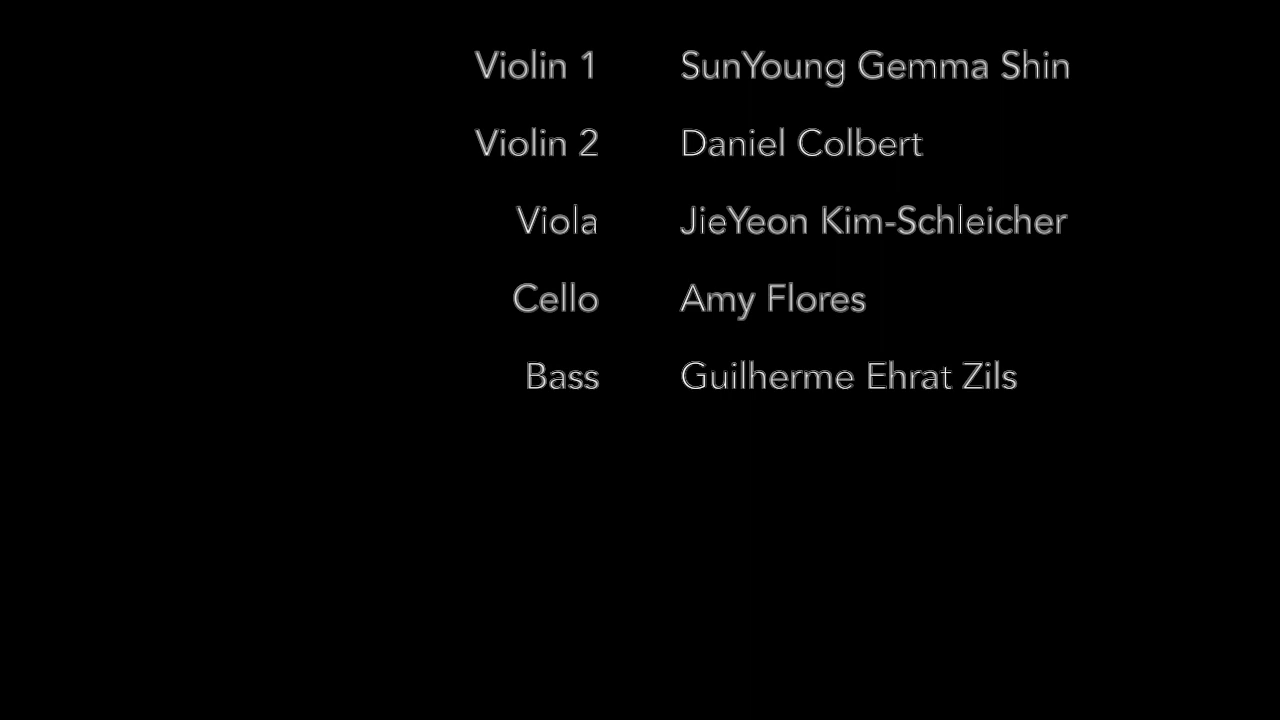 Violin 1 SunYoung Gemma Shin
Violin 2 Daniel Colbert
Viola JieYeon Kim-Schleicher
Cello Amy Flores
Bass Guilherme Ehrat Zils